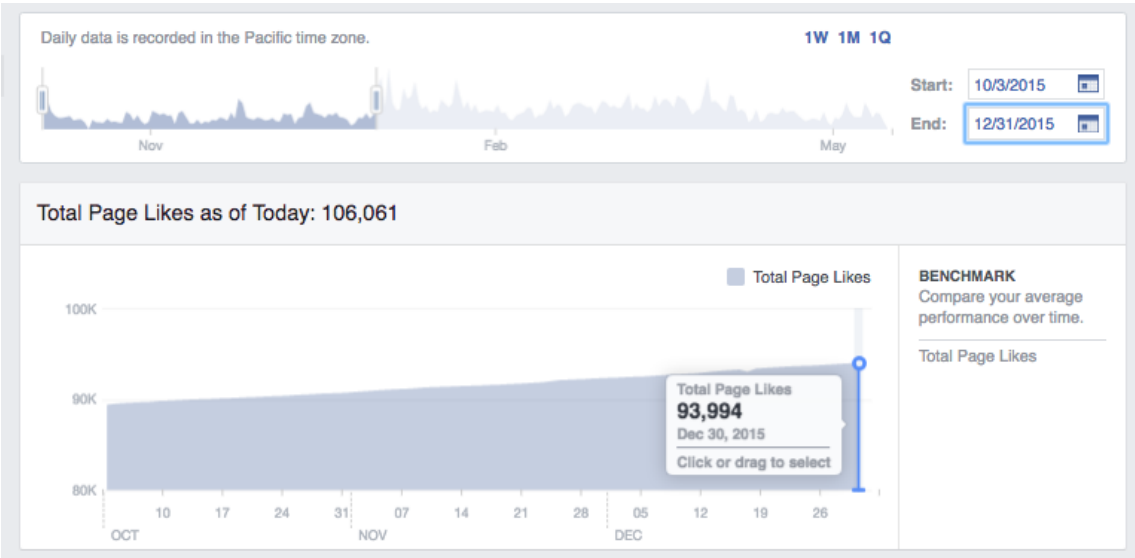 Daily data is recorded in the Pacific time zone.
1W 1M 1Q
Start: 10/3/2015
End: 12/31/2015
Nov Feb May
Total Page Likes as of Today: 106,061
Total Page Likes
BENCHMARK
Compare your average
performance over time.
Total Page Likes
100K
90K
80K
Total Page Likes
93,994
Dec 30, 2015
Click or drag to select
10 17 24 31 07 14 21 28 05 12 19 26
OCT NOV DEC